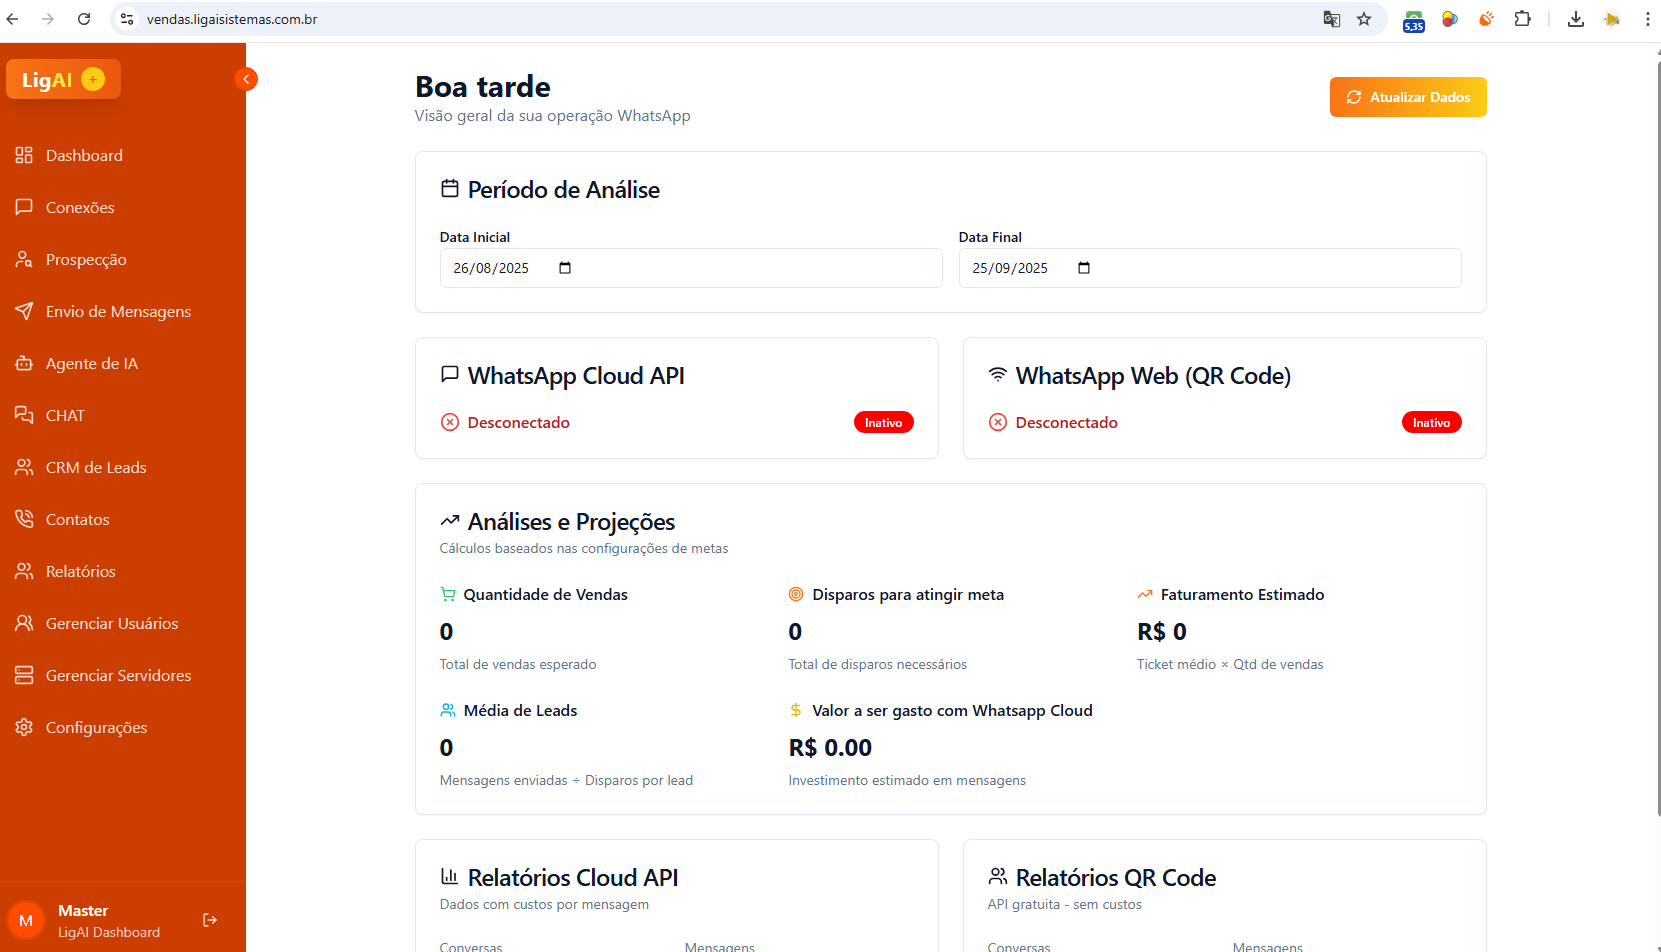 vendas.ligaisistemas.com.br
5,35
LigAI +
Dashboard
Conexões
Prospecção
Envio de Mensagens
Agente de IA
CHAT
CRM de Leads
Contatos
Relatórios
Gerenciar Usuários
Gerenciar Servidores
Configurações
M
Master
LigAI Dashboard
Boa tarde
Visão geral da sua operação WhatsApp
Atualizar Dados
Período de Análise
Data Inicial
26/08/2025
Data Final
25/09/2025
WhatsApp Cloud API
Desconectado
Inativo
WhatsApp Web (QR Code)
Desconectado
Inativo
Análises e Projeções
Cálculos baseados nas configurações de metas
Quantidade de Vendas
0
Total de vendas esperado
Disparos para atingir meta
0
Total de disparos necessários
Faturamento Estimado
R$ 0
Ticket médio × Qtd de vendas
Média de Leads
0
Mensagens enviadas ÷ Disparos por lead
Valor a ser gasto com Whatsapp Cloud
R$ 0.00
Investimento estimado em mensagens
Relatórios Cloud API
Dados com custos por mensagem
Conversas
Mensagens
Relatórios QR Code
API gratuita - sem custos
Conversas
Mensagens